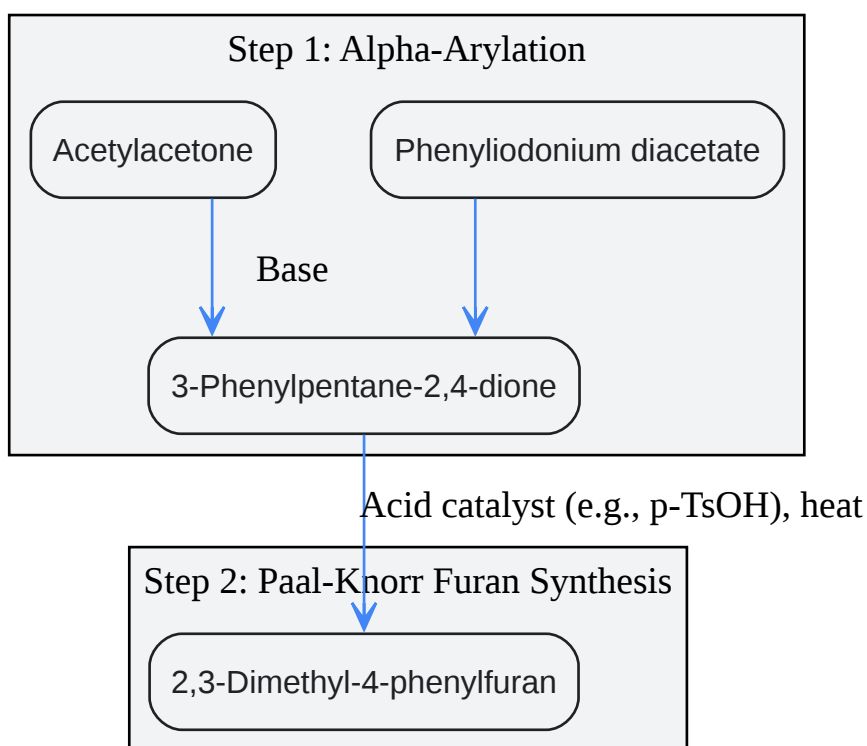 Step 1: Alpha-Arylation
Acetylacetone
Phenyliodonium diacetate
Base
3-Phenylpentane-2,4-dione
Acid catalyst (e.g., p-TsOH), heat
Step 2: Paal-Knorr Furan Synthesis
2,3-Dimethyl-4-phenylfuran